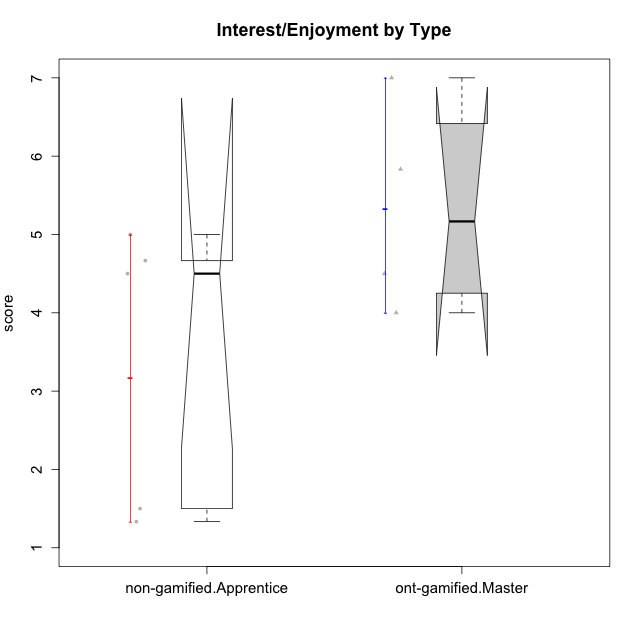 Interest/Enjoyment by Type
score
7
6
5
4
3
2
1
non-gamified.Apprentice
ont-gamified.Master